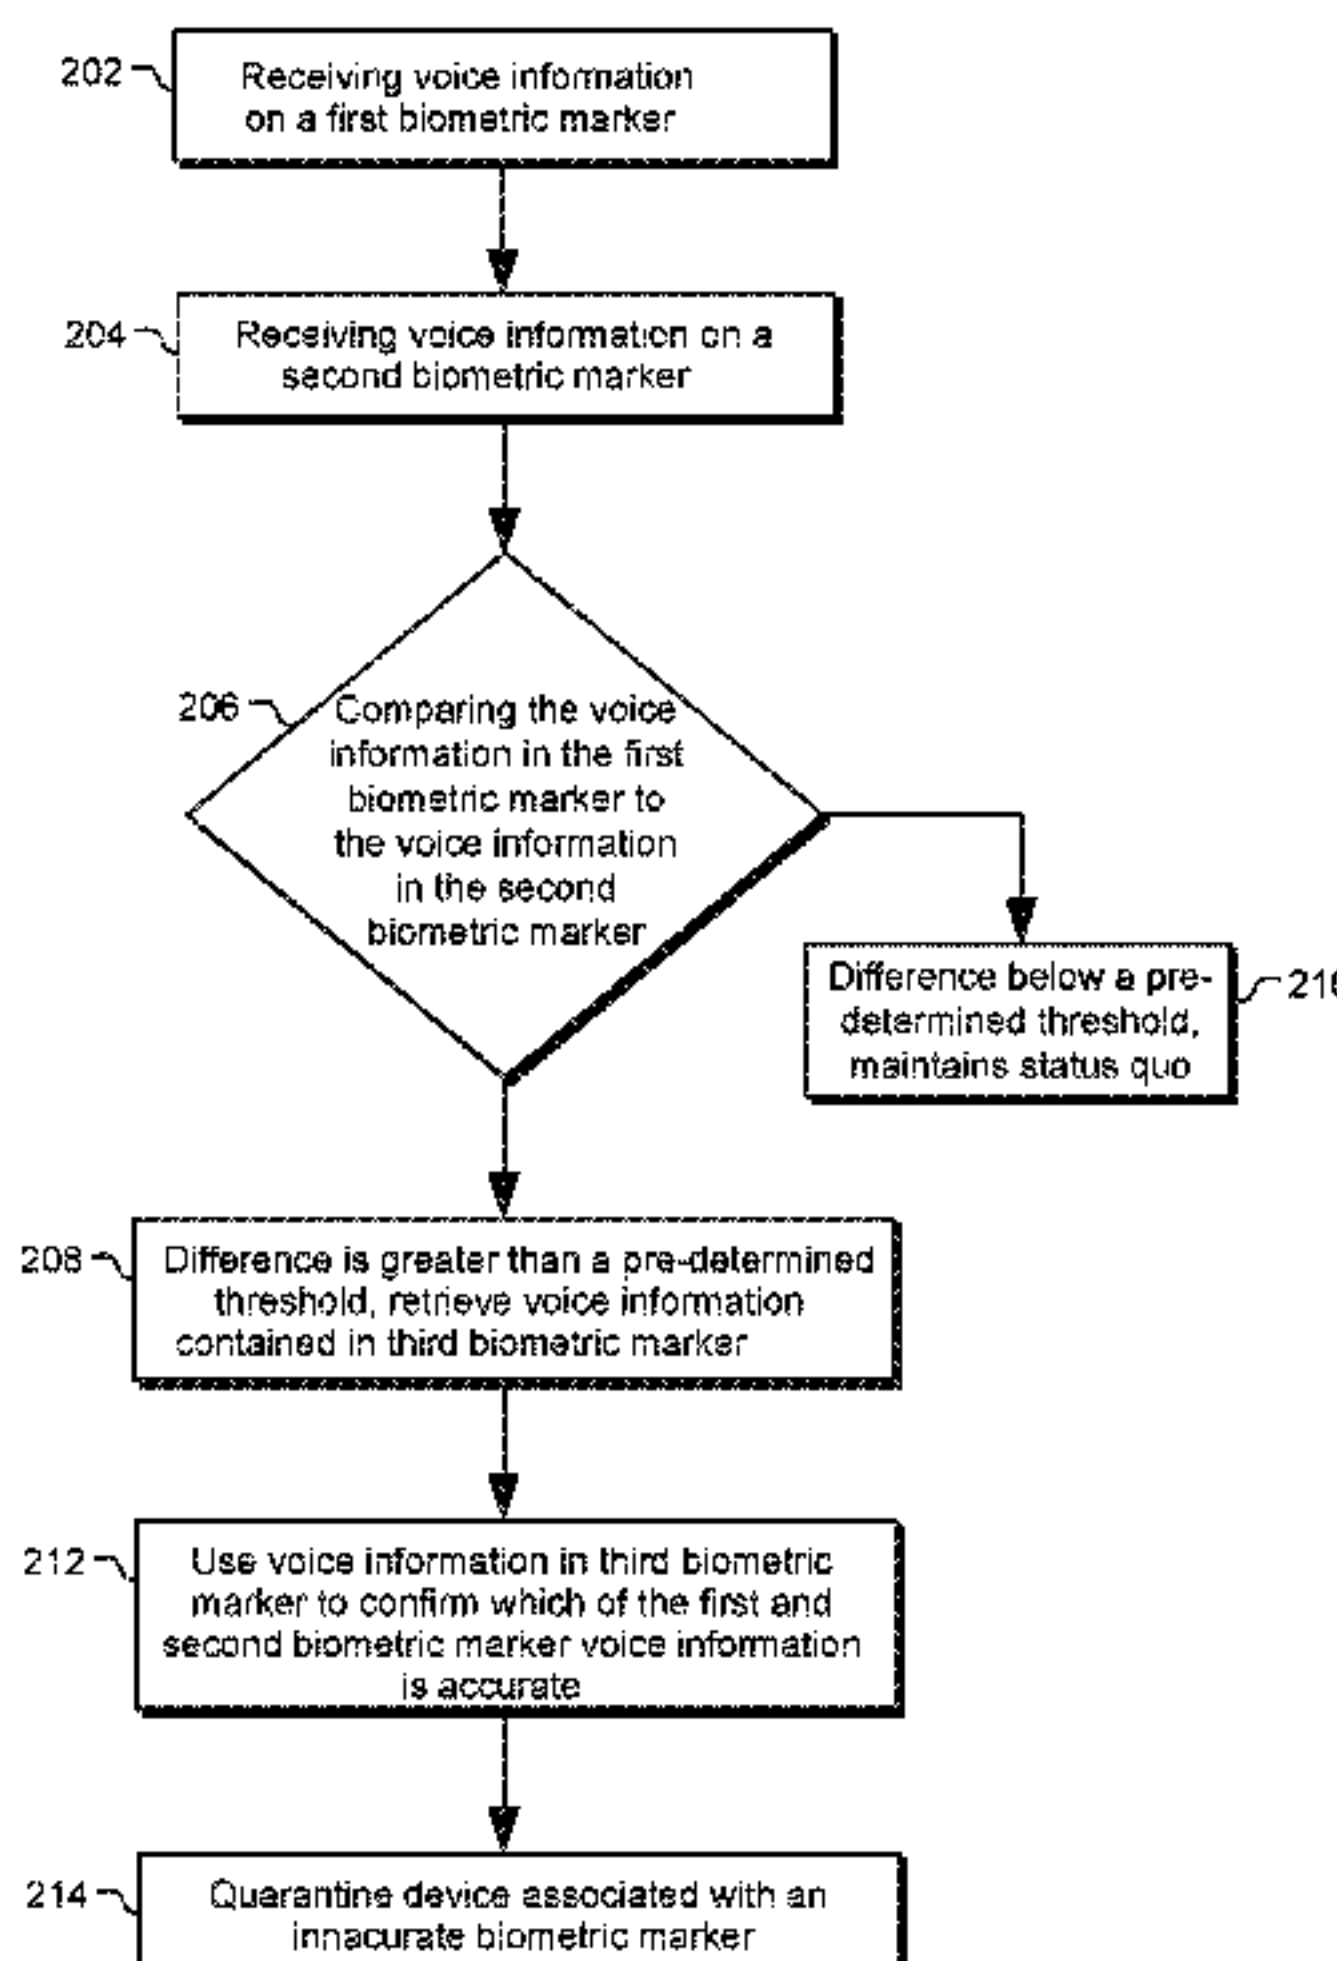 202
Receiving voice information
on a first biometric marker
204
Receiving voice information on a
second biometric marker
206
Comparing the voice
information in the first
biometric marker to
the voice information
in the second
biometric marker
Difference below a pre-
determined threshold,
maintains status quo
210
208
Difference is greater than a pre-determined
threshold, retrieve voice information
contained in third biometric marker
212
Use voice information in third biometric
marker to confirm which of the first and
second biometric marker voice information
is accurate
214
Quarantine device associated with an
innacurate biometric marker